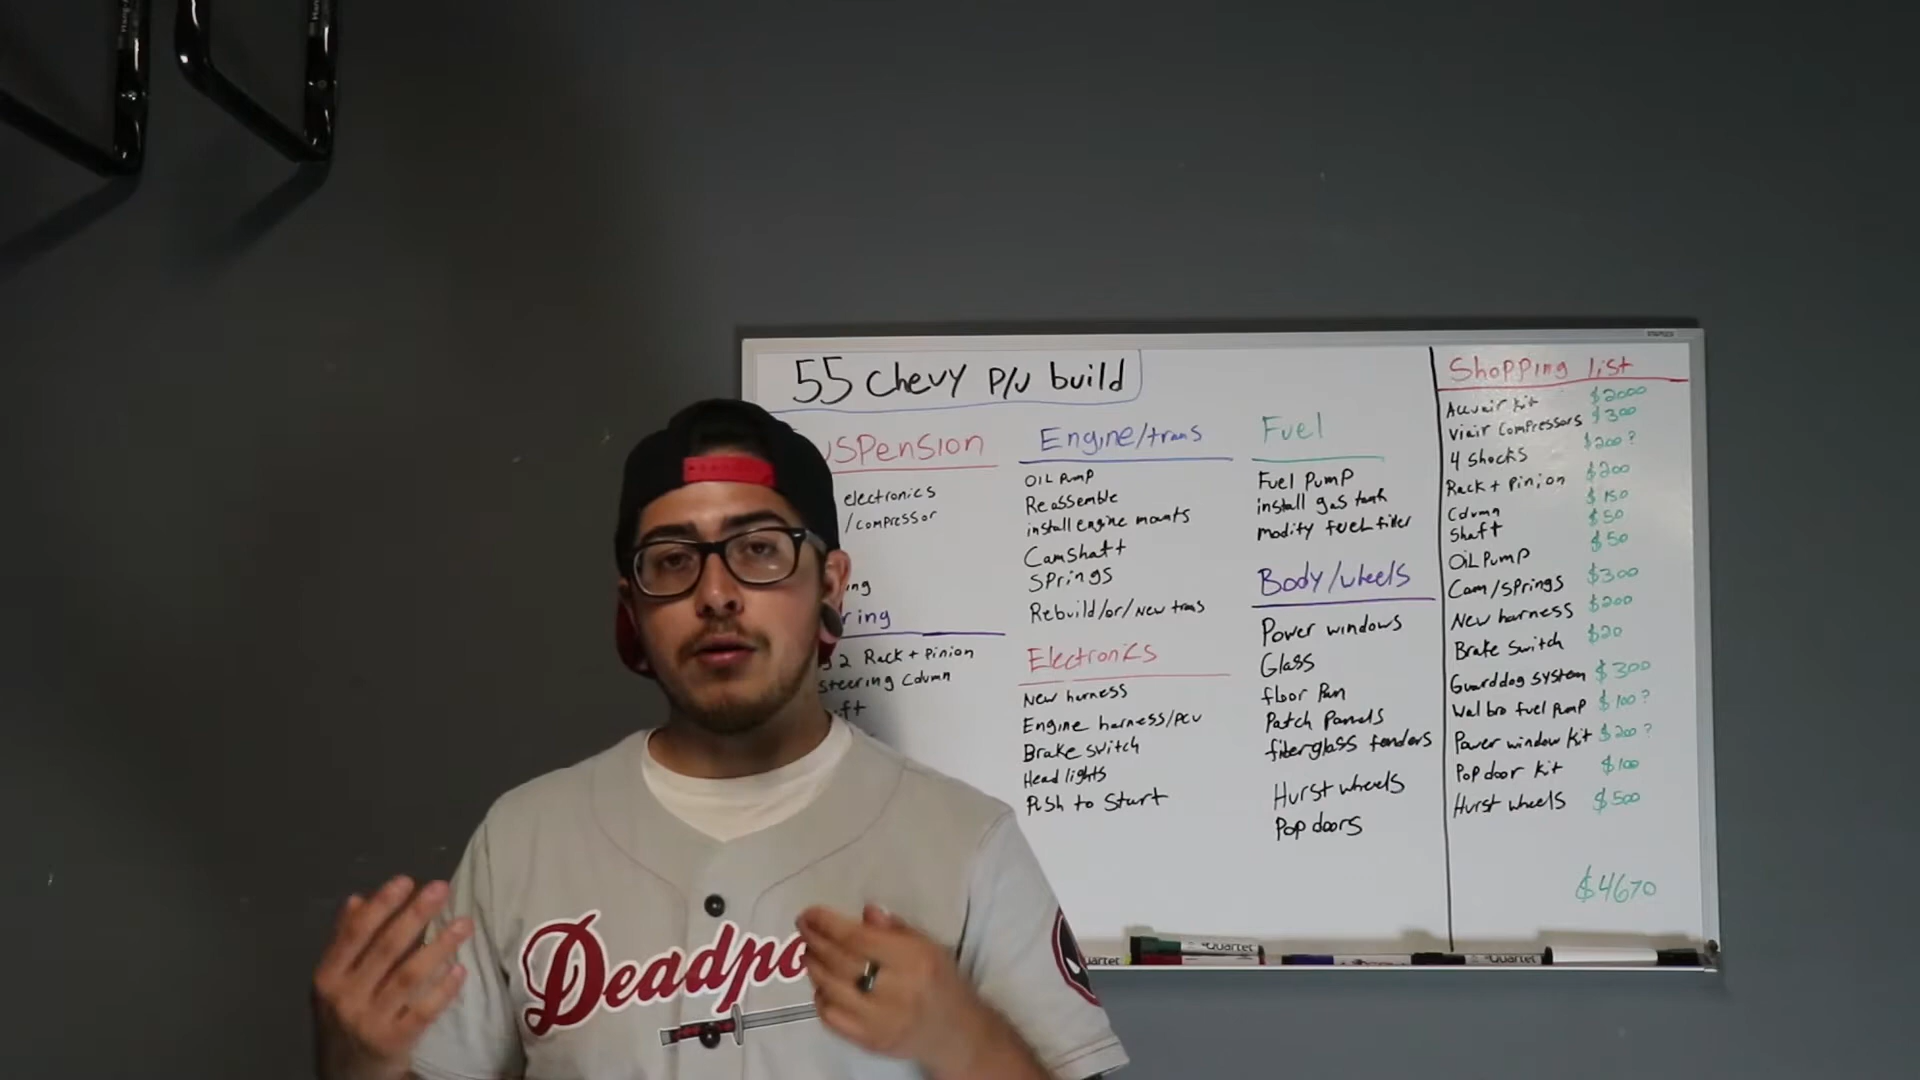 55 Chevy P/U build
USPENSION
electronics
/compressor
ing
ring
2 Rack + Pinion
steering Column
ft
Engine/trans
OIL PUMP
Reassemble
install engine mounts
Camshaft
SPrings
Rebuild/or/New trans
Electronics
New harness
Engine harness/PCU
Brake switch
Head lights
Push to Start
Fuel
Fuel Pump
install gas tank
modify fuel filler
Body/wheels
Power windows
Glass
floor Pan
Patch Panels
fiberglass fenders
Hurst wheels
Pop doors
Shopping list
Accuair kit $2000
Viair Compressors $300
4 Shocks $200?
Rack + Pinion $200
Column $150
Shaft $50
OIL PUMP $50
Cam/SPrings $300
New harness $200
Brake Switch $20
Guarddog system $300
Walbro fuel pump $100?
Power window kit $200?
Pop door kit $100
Hurst wheels $500
$4670
Quartet
Quartet
Deadpo